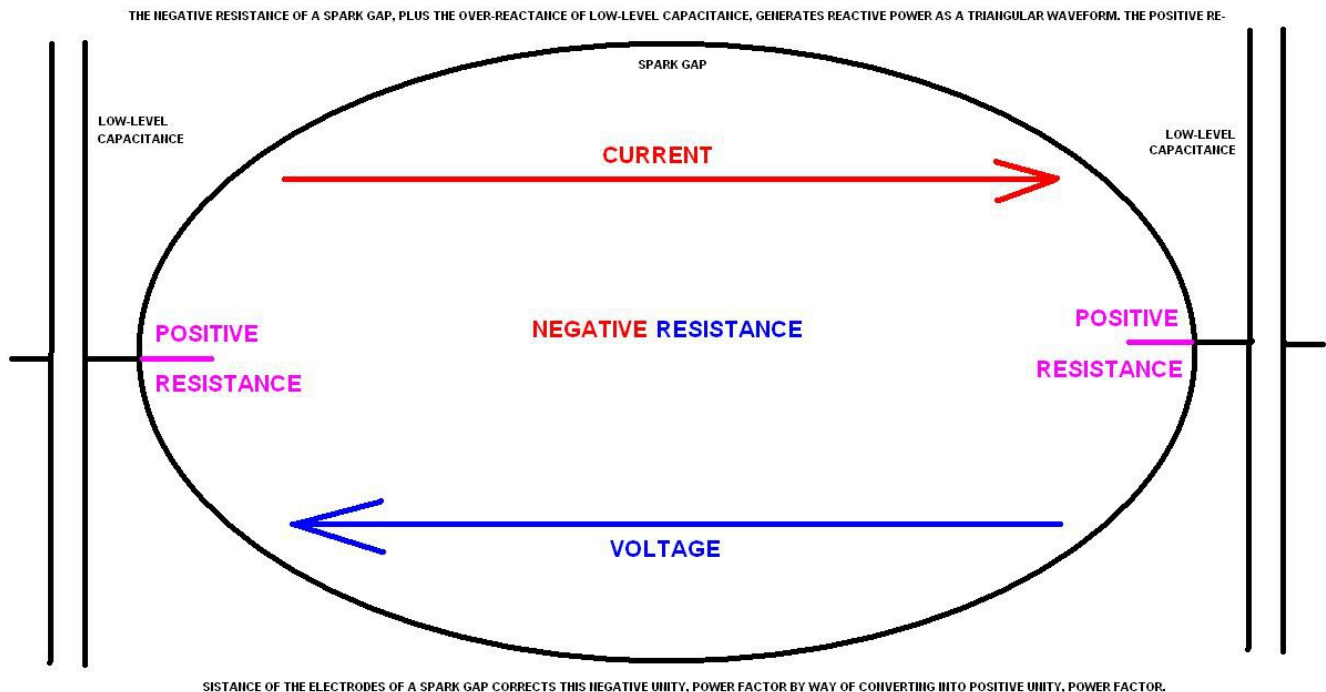 THE NEGATIVE RESISTANCE OF A SPARK GAP, PLUS THE OVER-REACTANCE OF LOW-LEVEL CAPACITANCE, GENERATES REACTIVE POWER AS A TRIANGULAR WAVEFORM. THE POSITIVE RE-
SPARK GAP
LOW-LEVEL
CAPACITANCE
LOW-LEVEL
CAPACITANCE
CURRENT
NEGATIVE RESISTANCE
POSITIVE
RESISTANCE
POSITIVE
RESISTANCE
VOLTAGE
SISTANCE OF THE ELECTRODES OF A SPARK GAP CORRECTS THIS NEGATIVE UNITY, POWER FACTOR BY WAY OF CONVERTING INTO POSITIVE UNITY, POWER FACTOR.